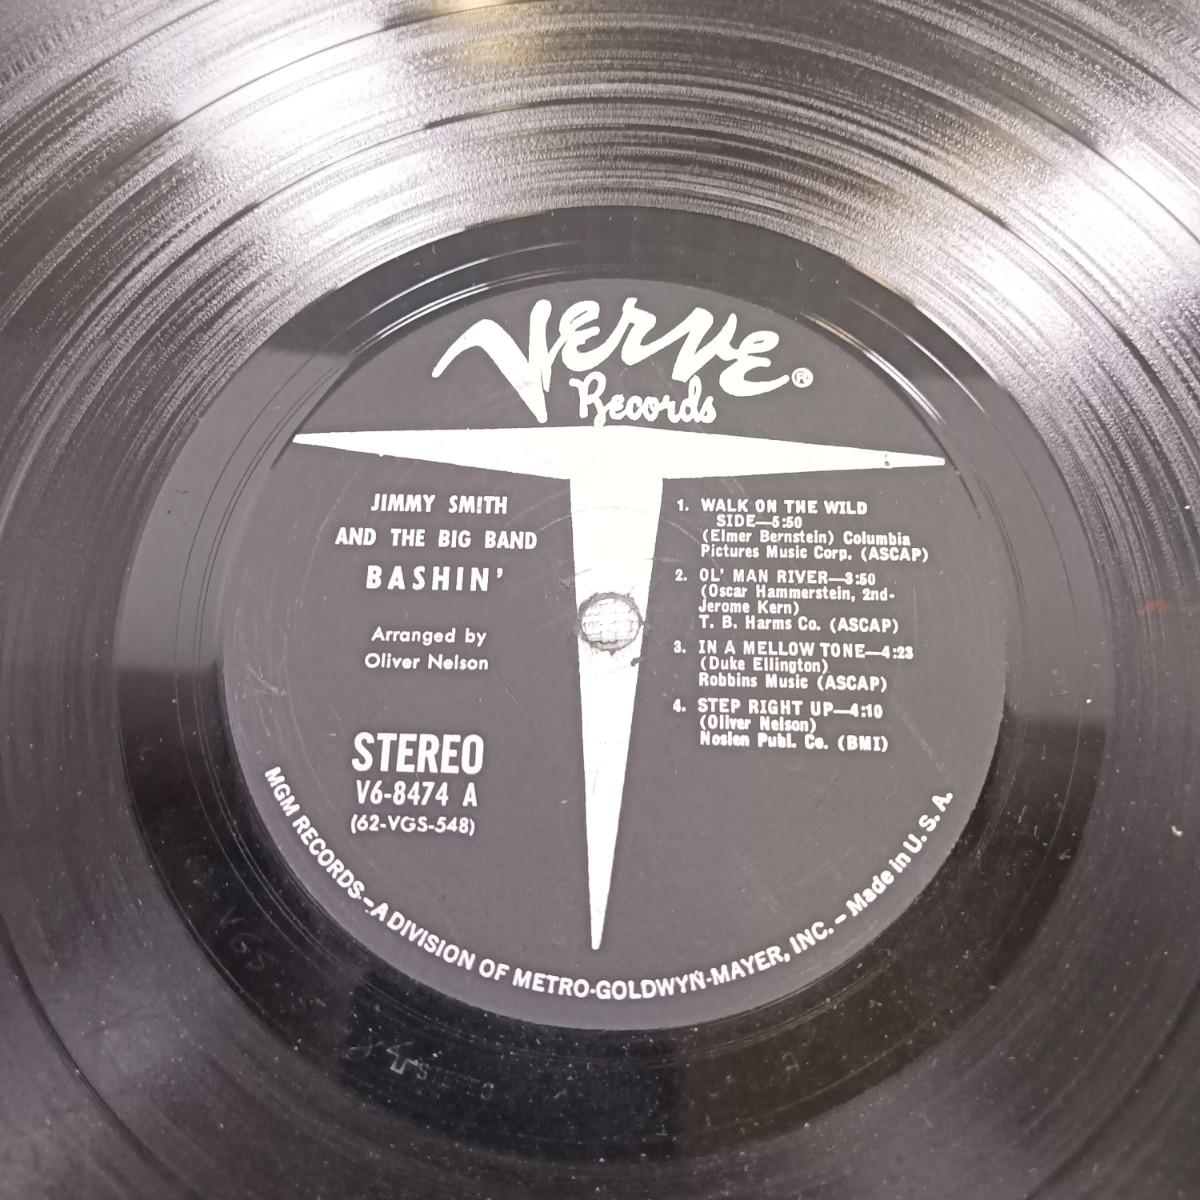 Verve®
Records
JIMMY SMITH
AND THE BIG BAND
BASHIN'
Arranged by
Oliver Nelson
STEREO
V6-8474 A
(62-VGS-548)
1. WALK ON THE WILD
SIDE—5:50
(Elmer Bernstein) Columbia
Pictures Music Corp. (ASCAP)
2. OL' MAN RIVER—3:50
(Oscar Hammerstein, 2nd-
Jerome Kern)
T. B. Harms Co. (ASCAP)
3. IN A MELLOW TONE—4:23
(Duke Ellington)
Robbins Music (ASCAP)
4. STEP RIGHT UP—4:10
(Oliver Nelson)
Noslen Publ. Co. (BMI)
MGM RECORDS—A DIVISION OF METRO-GOLDWYN-MAYER, INC. – Made in U. S. A.
VGS
STEREO